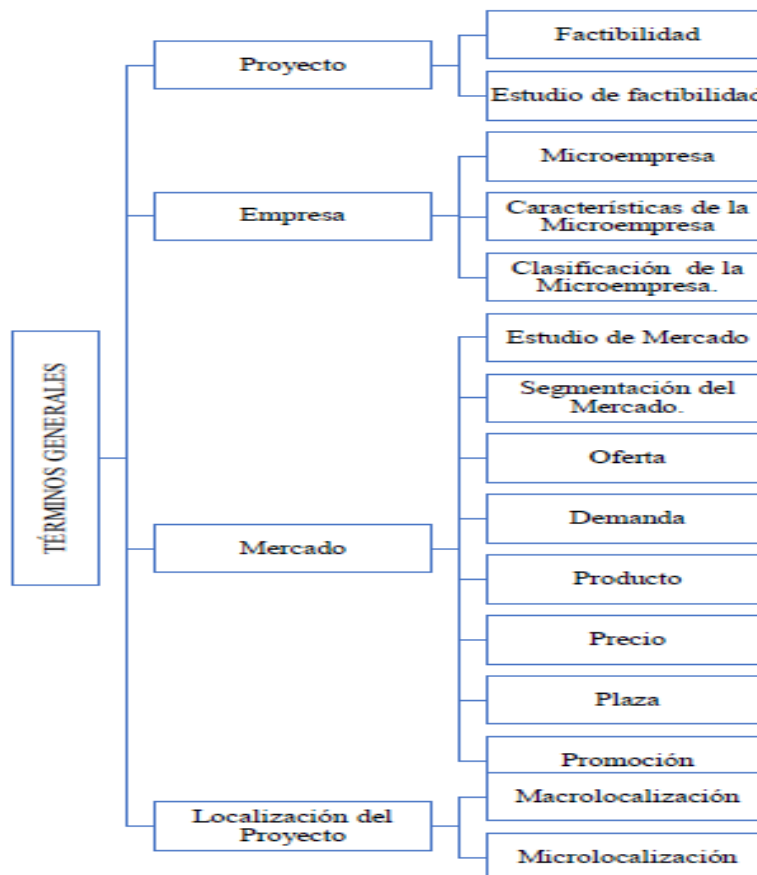 TÉRMINOS GENERALES
Proyecto
Factibilidad
Estudio de factibilidad
Empresa
Microempresa
Características de la
Microempresa
Clasificación de la
Microempresa.
Mercado
Estudio de Mercado
Segmentación del
Mercado.
Oferta
Demanda
Producto
Precio
Plaza
Promoción
Localización del
Proyecto
Macrolocalización
Microlocalización